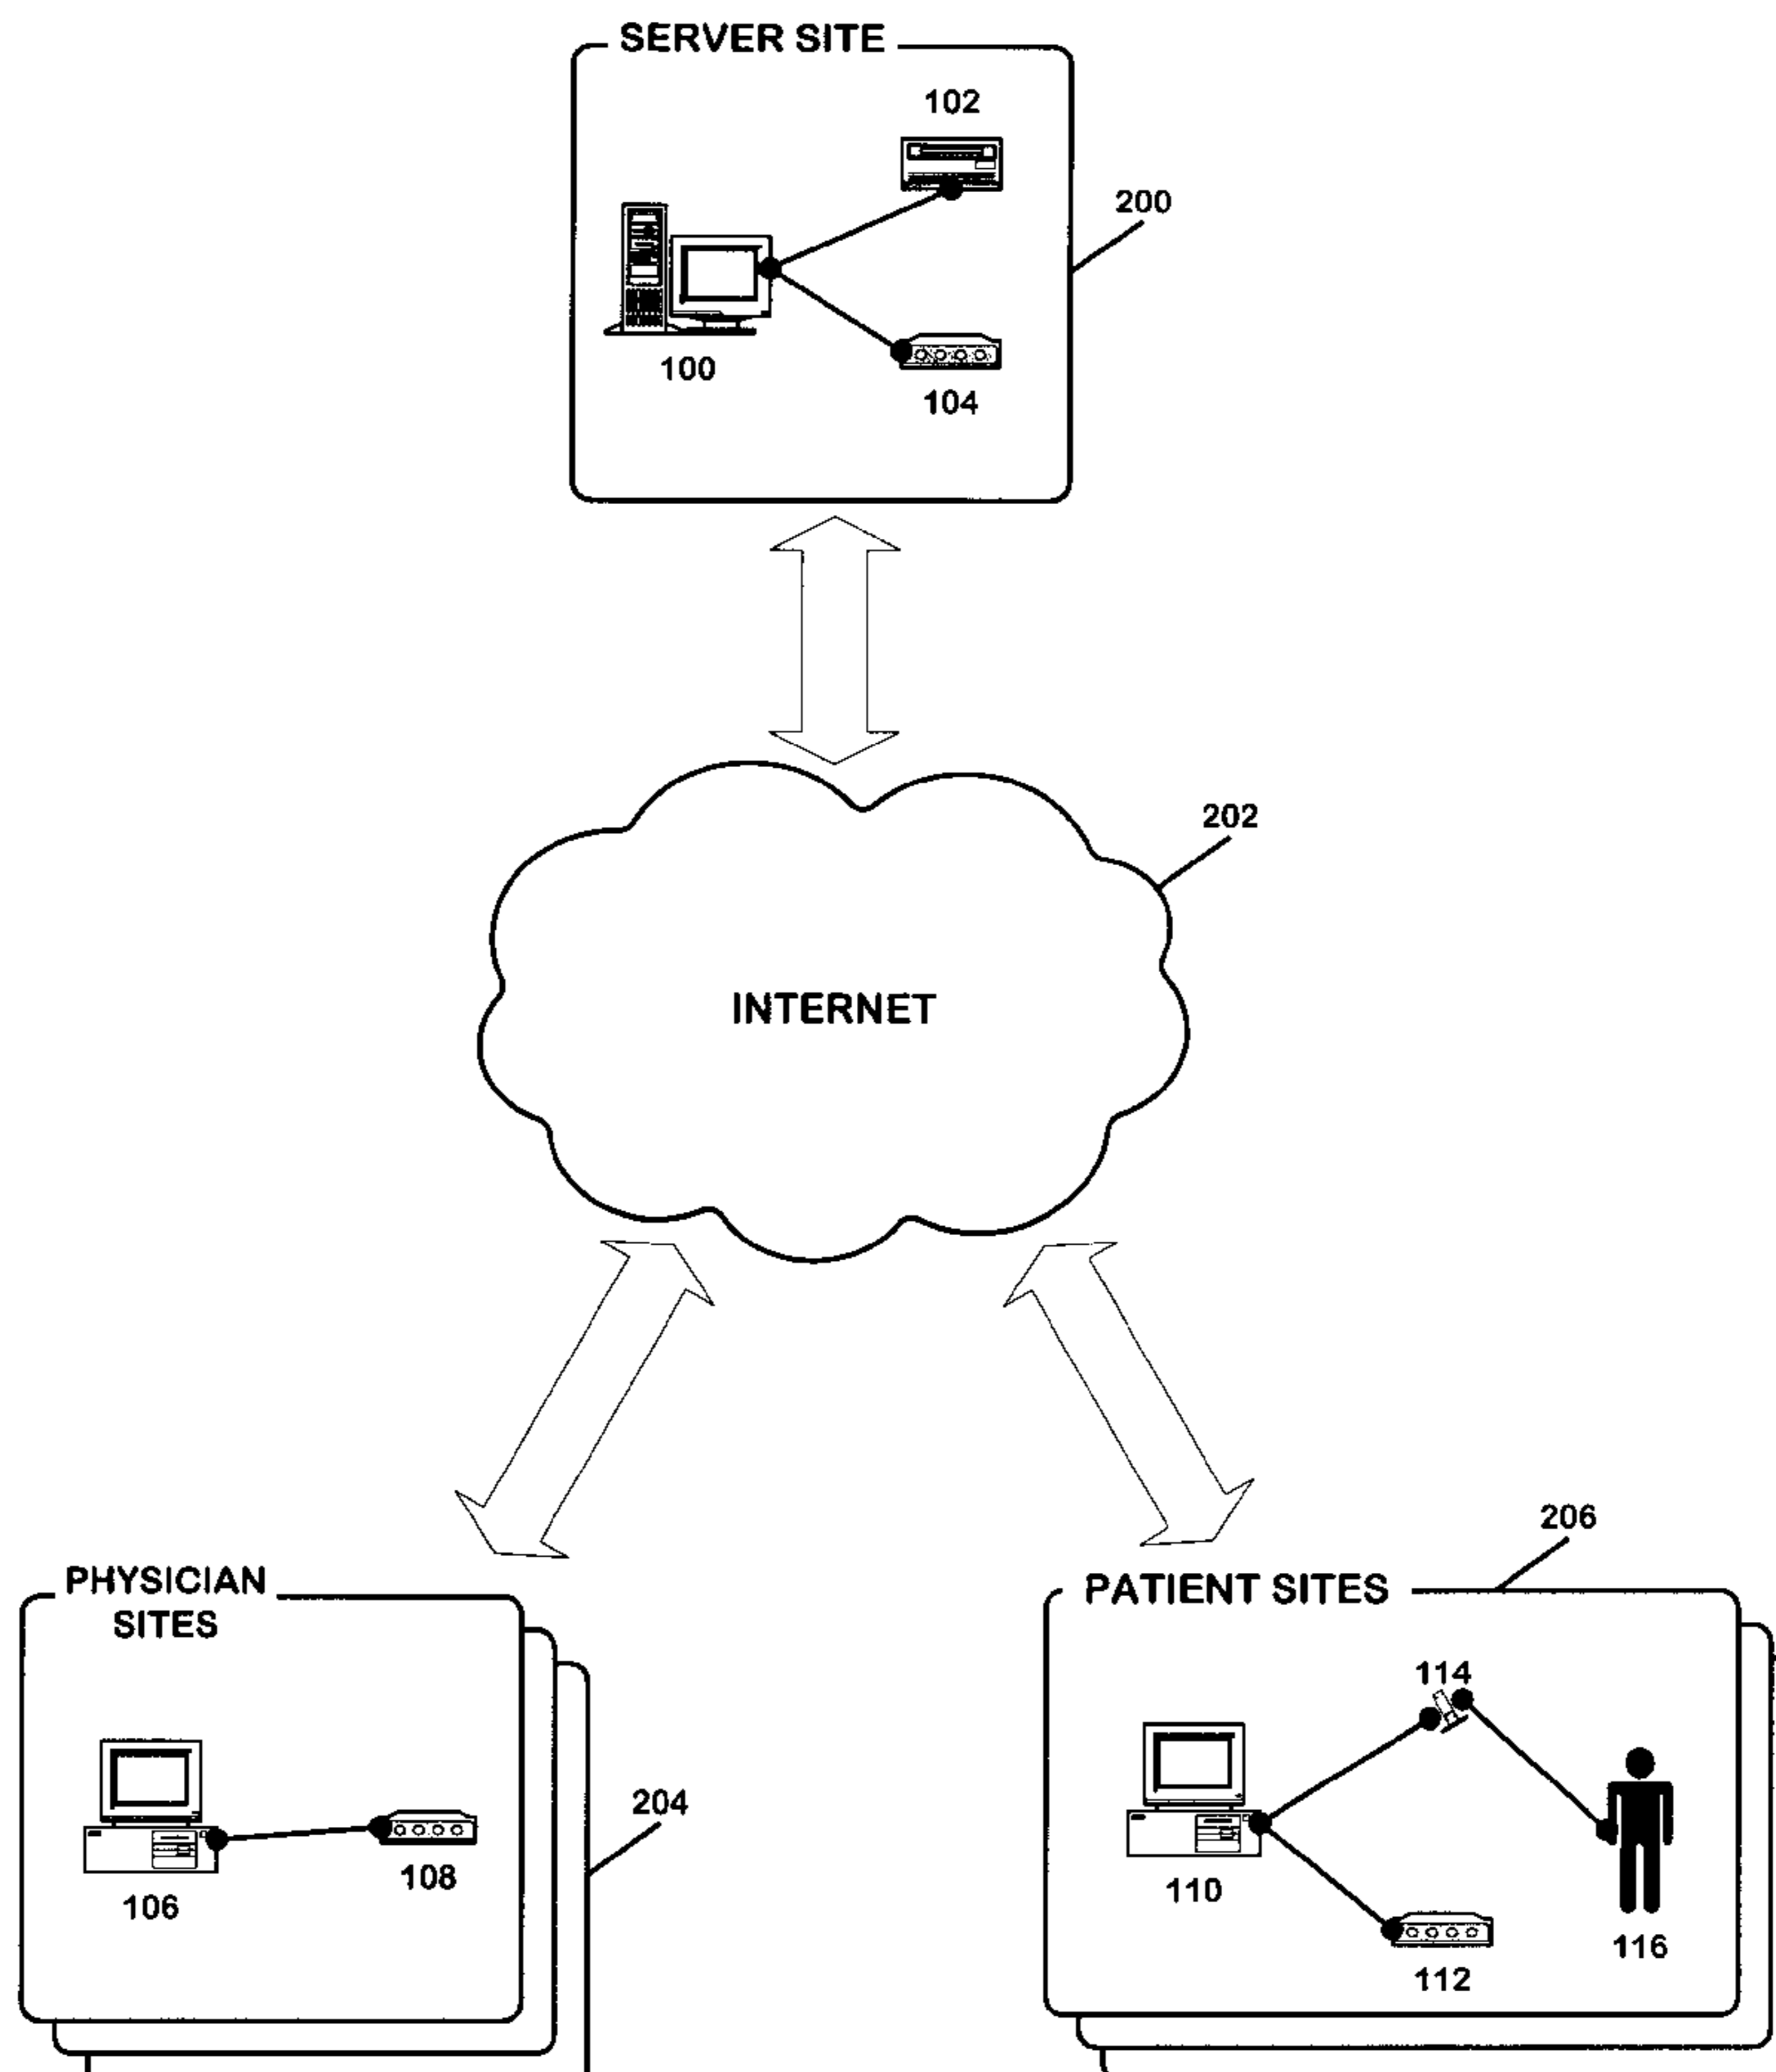 SERVER SITE
102
200
100
104
202
INTERNET
206
PHYSICIAN
SITES
PATIENT SITES
114
204
108
106
110
116
112